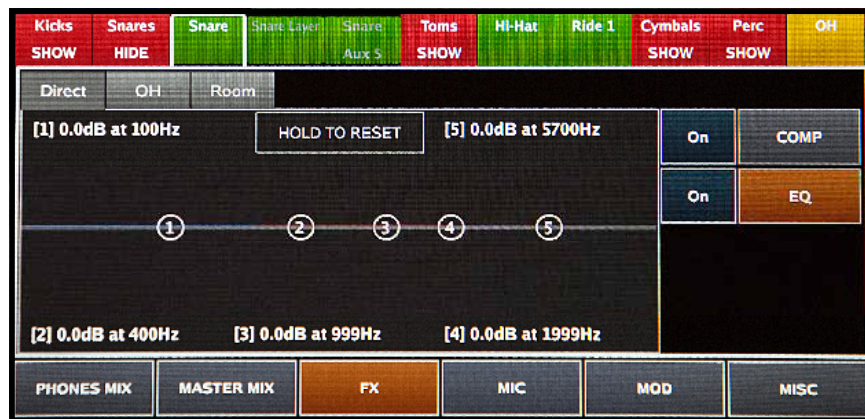 Kicks
SHOW
Snares
HIDE
Snare
Snare Layer
Snare
Aux S
Toms
SHOW
Hi-Hat
Ride 1
Cymbals
SHOW
Perc
SHOW
OH
Direct
OH
Room
[1] 0.0dB at 100Hz
HOLD TO RESET
[5] 0.0dB at 5700Hz
On
COMP
On
EQ
1
2
3
4
5
[2] 0.0dB at 400Hz
[3] 0.0dB at 999Hz
[4] 0.0dB at 1999Hz
PHONES MIX
MASTER MIX
FX
MIC
MOD
MISC